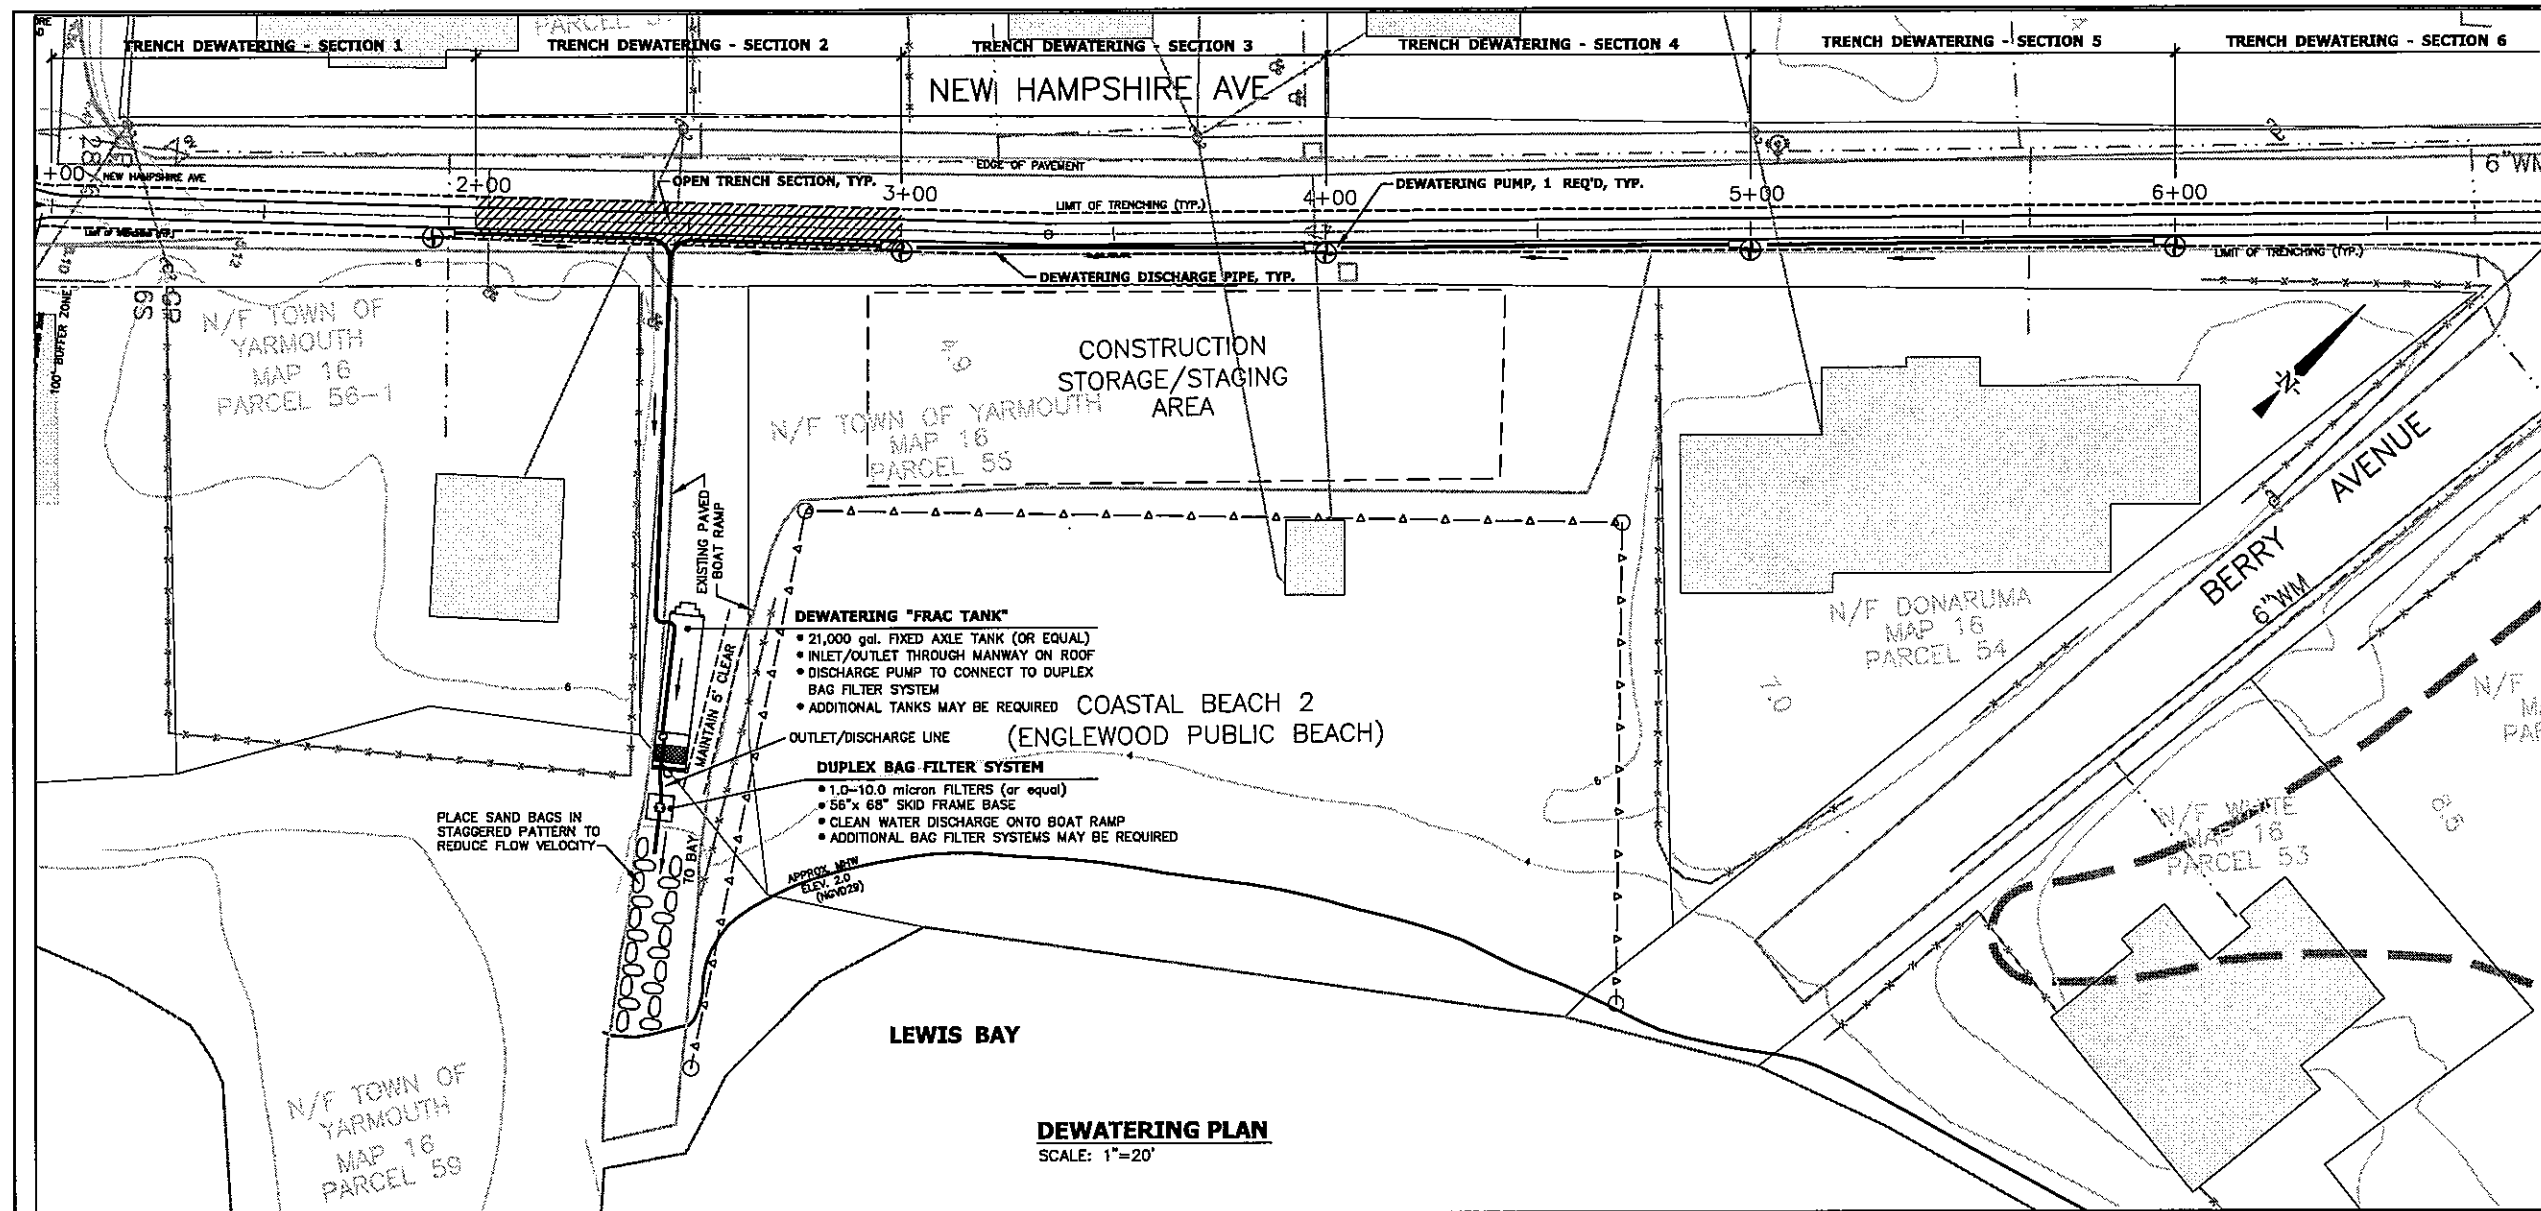 TRENCH DEWATERING - SECTION 1
TRENCH DEWATERING - SECTION 2
TRENCH DEWATERING - SECTION 3
TRENCH DEWATERING - SECTION 4
TRENCH DEWATERING - SECTION 5
TRENCH DEWATERING - SECTION 6
NEW HAMPSHIRE AVE
EDGE OF PAVEMENT
6"WM
1+00
NEW HAMPSHIRE AVE
2+00
OPEN TRENCH SECTION, TYP.
3+00
LIMIT OF TRENCHING (TYP.)
4+00
DEWATERING PUMP, 1 REQ'D, TYP.
5+00
6+00
LIMIT OF TRENCHING (TYP.)
DEWATERING DISCHARGE PIPE, TYP.
100' BUFFER ZONE
N/F TOWN OF
YARMOUTH
MAP 16
PARCEL 56-1
CONSTRUCTION
STORAGE/STAGING
AREA
N/F TOWN OF YARMOUTH
MAP 16
PARCEL 55
EXISTING PAVED
BOAT RAMP
BERRY AVENUE
6"WM
N/F DONARUMA
MAP 16
PARCEL 54
7.0
DEWATERING "FRAC TANK"
• 21,000 gal. FIXED AXLE TANK (OR EQUAL)
• INLET/OUTLET THROUGH MANWAY ON ROOF
• DISCHARGE PUMP TO CONNECT TO DUPLEX
BAG FILTER SYSTEM
• ADDITIONAL TANKS MAY BE REQUIRED
MAINTAIN 5' CLEAR
COASTAL BEACH 2
(ENGLEWOOD PUBLIC BEACH)
OUTLET/DISCHARGE LINE
DUPLEX BAG FILTER SYSTEM
• 1.0-10.0 micron FILTERS (or equal)
• 56"x 68" SKID FRAME BASE
• CLEAN WATER DISCHARGE ONTO BOAT RAMP
• ADDITIONAL BAG FILTER SYSTEMS MAY BE REQUIRED
PLACE SAND BAGS IN
STAGGERED PATTERN TO
REDUCE FLOW VELOCITY
TO BAY
APPROX. MHW
ELEV. 2.0
(NGVD29)
N/F WHITE
MAP 16
PARCEL 53
LEWIS BAY
N/F TOWN OF
YARMOUTH
MAP 16
PARCEL 59
DEWATERING PLAN
SCALE: 1"=20'